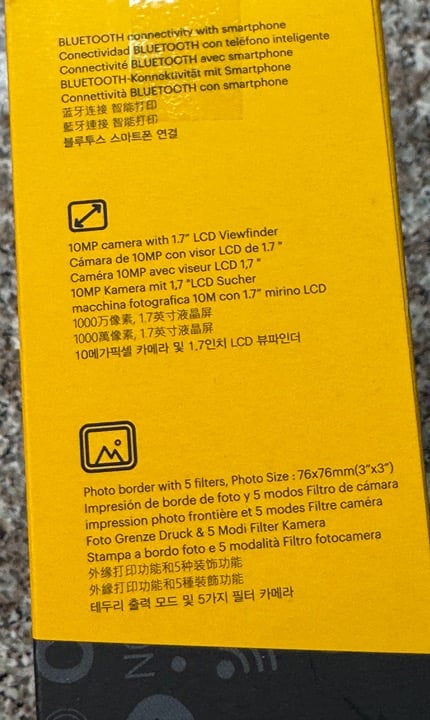 BLUETOOTH connectivity with smartphone
Conectividad BLUETOOTH con teléfono inteligente
Connectivité BLUETOOTH avec smartphone
BLUETOOTH-Konnektivität mit Smartphone
Connettività BLUETOOTH con smartphone
蓝牙连接 智能打印
藍牙連接 智能打印
블루투스 스마트폰 연결
10MP camera with 1.7" LCD Viewfinder
Cámara de 10MP con visor LCD de 1.7 "
Caméra 10MP avec viseur LCD 1,7 "
10MP Kamera mit 1,7 "LCD Sucher
macchina fotografica 10M con 1.7" mirino LCD
1000万像素, 1.7英寸液晶屏
1000萬像素, 1.7英寸液晶屏
10메가픽셀 카메라 및 1.7인치 LCD 뷰파인더
Photo border with 5 filters, Photo Size : 76x76mm(3"x3")
Impresión de borde de foto y 5 modos Filtro de cámara
impression photo frontière et 5 modes Filtre caméra
Foto Grenze Druck & 5 Modi Filter Kamera
Stampa a bordo foto e 5 modalità Filtro fotocamera
外缘打印功能和5种装饰功能
外緣打印功能和5種裝飾功能
테두리 출력 모드 및 5가지 필터 카메라